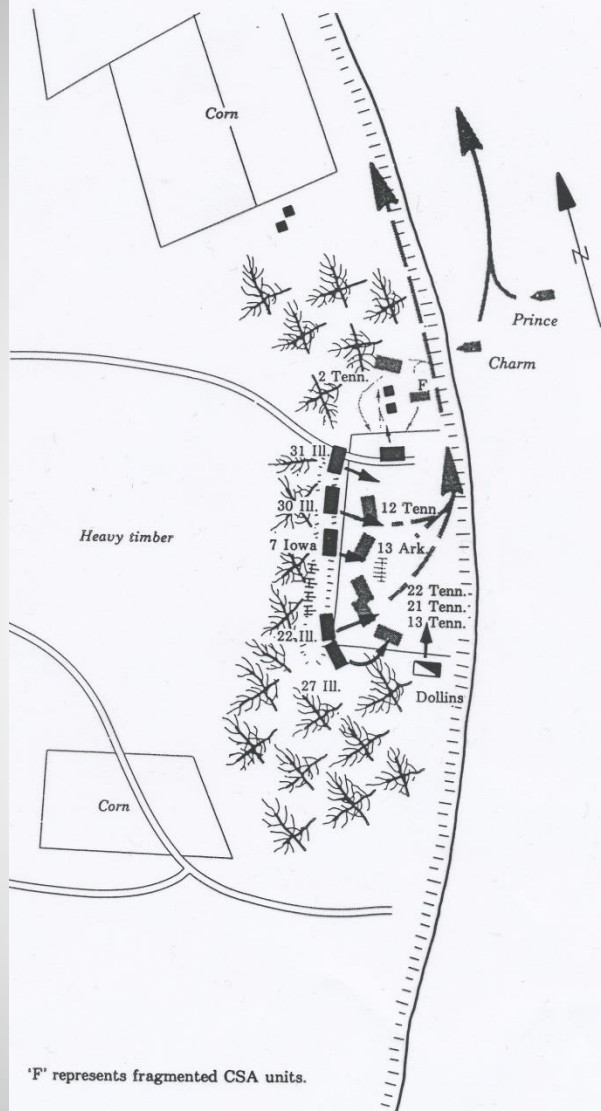 Corn
N
Prince
Charm
2 Tenn.
F
31 Ill.
30 Ill.
12 Tenn.
Heavy timber
7 Iowa
13 Ark.
22 Tenn.
21 Tenn.
13 Tenn.
22 Ill.
27 Ill.
Dollins
Corn
'F' represents fragmented CSA units.